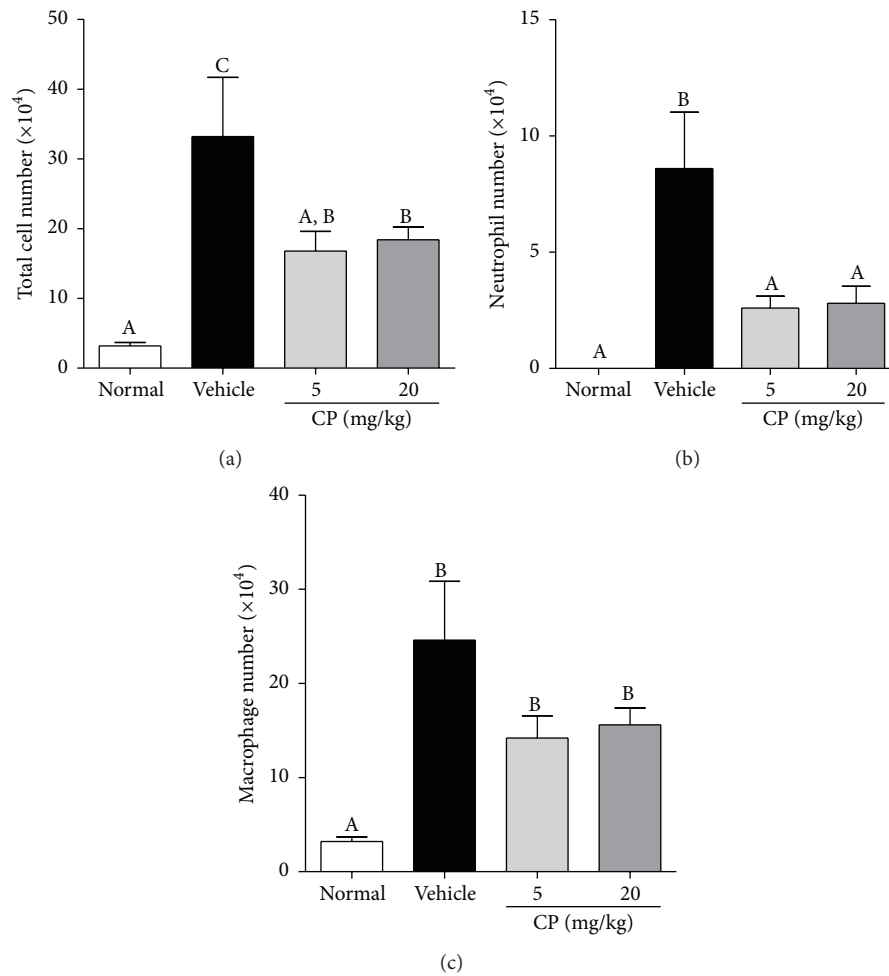 Total cell number (×10⁴)
50
40
30
20
10
0
A
C
A, B
B
Normal
Vehicle
5
20
CP (mg/kg)
(a)
Neutrophil number (×10⁴)
15
10
5
0
A
B
A
A
Normal
Vehicle
5
20
CP (mg/kg)
(b)
Macrophage number (×10⁴)
40
30
20
10
0
A
B
B
B
Normal
Vehicle
5
20
CP (mg/kg)
(c)